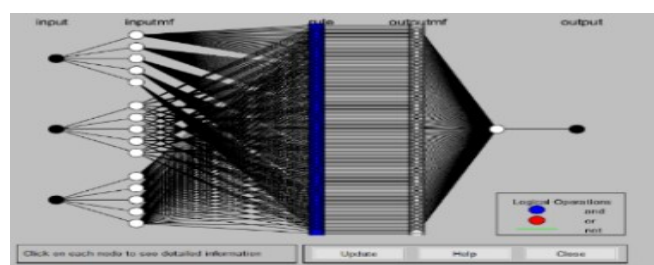 input inputmf rule outputmf output
Logical Operations
and
or
not
Click on each node to see detailed information Update Help Close